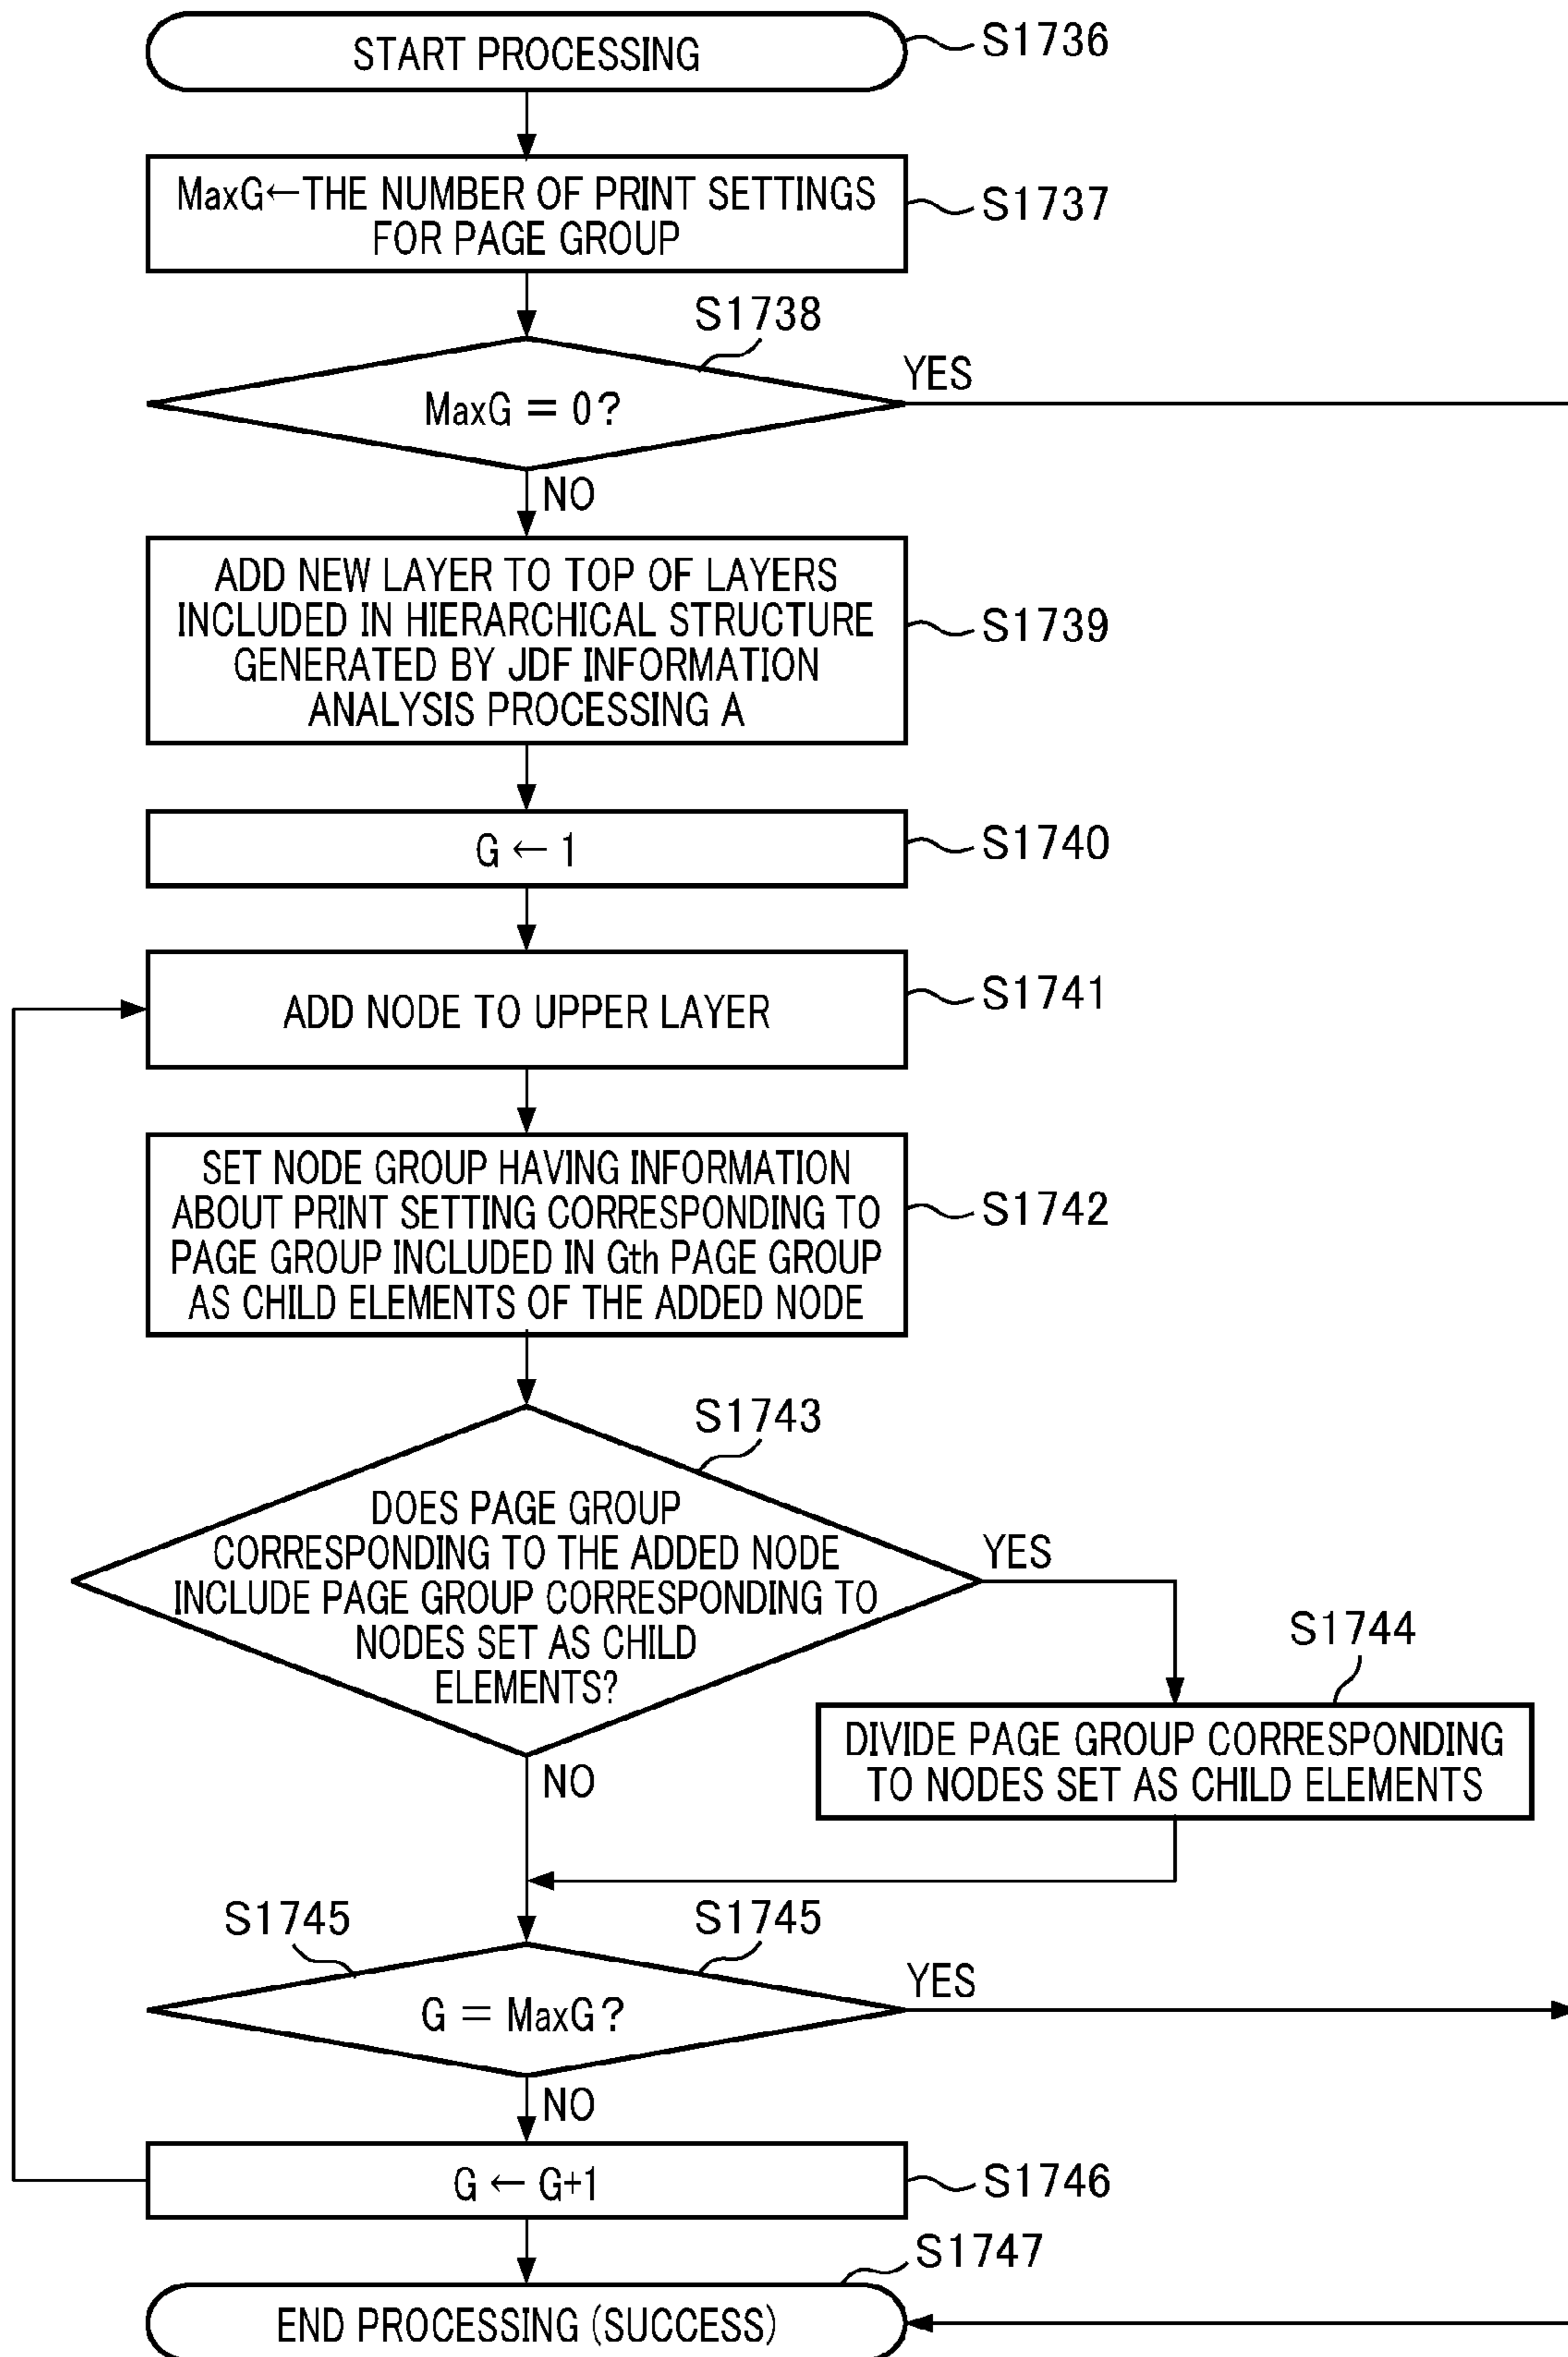 START PROCESSING
S1736
MaxG←THE NUMBER OF PRINT SETTINGS
FOR PAGE GROUP
S1737
S1738
MaxG = 0?
YES
NO
ADD NEW LAYER TO TOP OF LAYERS
INCLUDED IN HIERARCHICAL STRUCTURE
GENERATED BY JDF INFORMATION
ANALYSIS PROCESSING A
S1739
G ← 1
S1740
ADD NODE TO UPPER LAYER
S1741
SET NODE GROUP HAVING INFORMATION
ABOUT PRINT SETTING CORRESPONDING TO
PAGE GROUP INCLUDED IN Gth PAGE GROUP
AS CHILD ELEMENTS OF THE ADDED NODE
S1742
S1743
DOES PAGE GROUP
CORRESPONDING TO THE ADDED NODE
INCLUDE PAGE GROUP CORRESPONDING TO
NODES SET AS CHILD
ELEMENTS?
YES
NO
S1744
DIVIDE PAGE GROUP CORRESPONDING
TO NODES SET AS CHILD ELEMENTS
S1745
S1745
G = MaxG?
YES
NO
G ← G+1
S1746
S1747
END PROCESSING (SUCCESS)